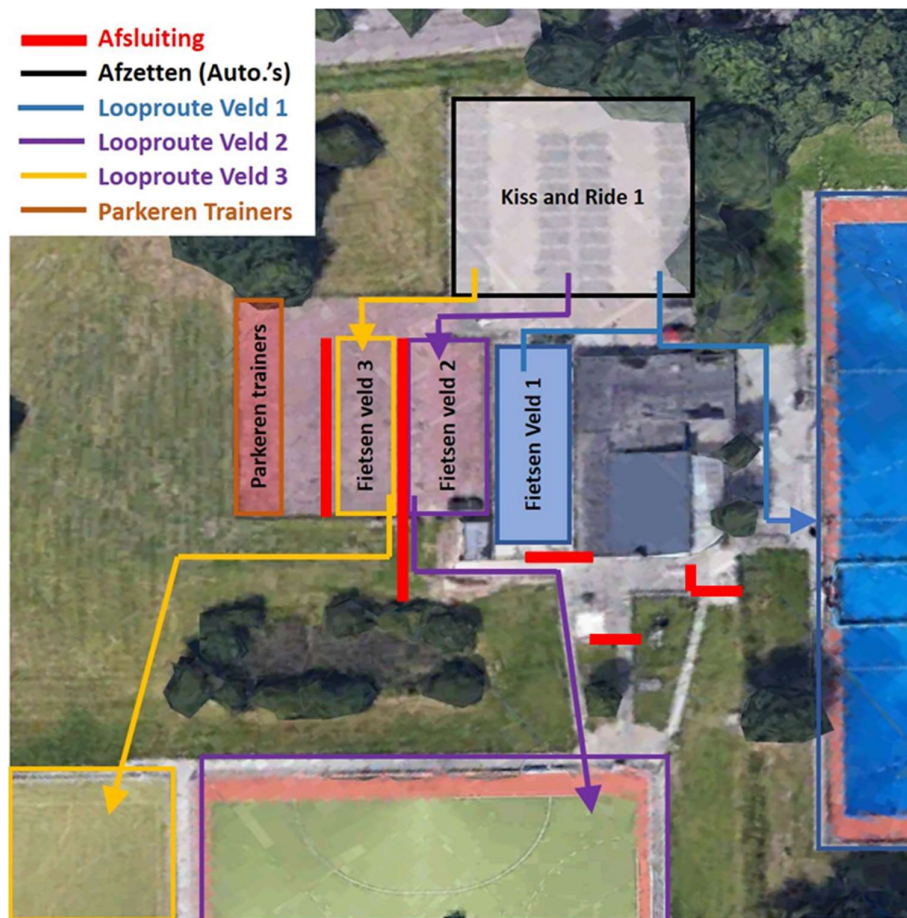 Afsluiting
Afzetten (Auto.'s)
Looproute Veld 1
Looproute Veld 2
Looproute Veld 3
Parkeren Trainers
Kiss and Ride 1
Parkeren trainers
Fietsen veld 3
Fietsen veld 2
Fietsen Veld 1